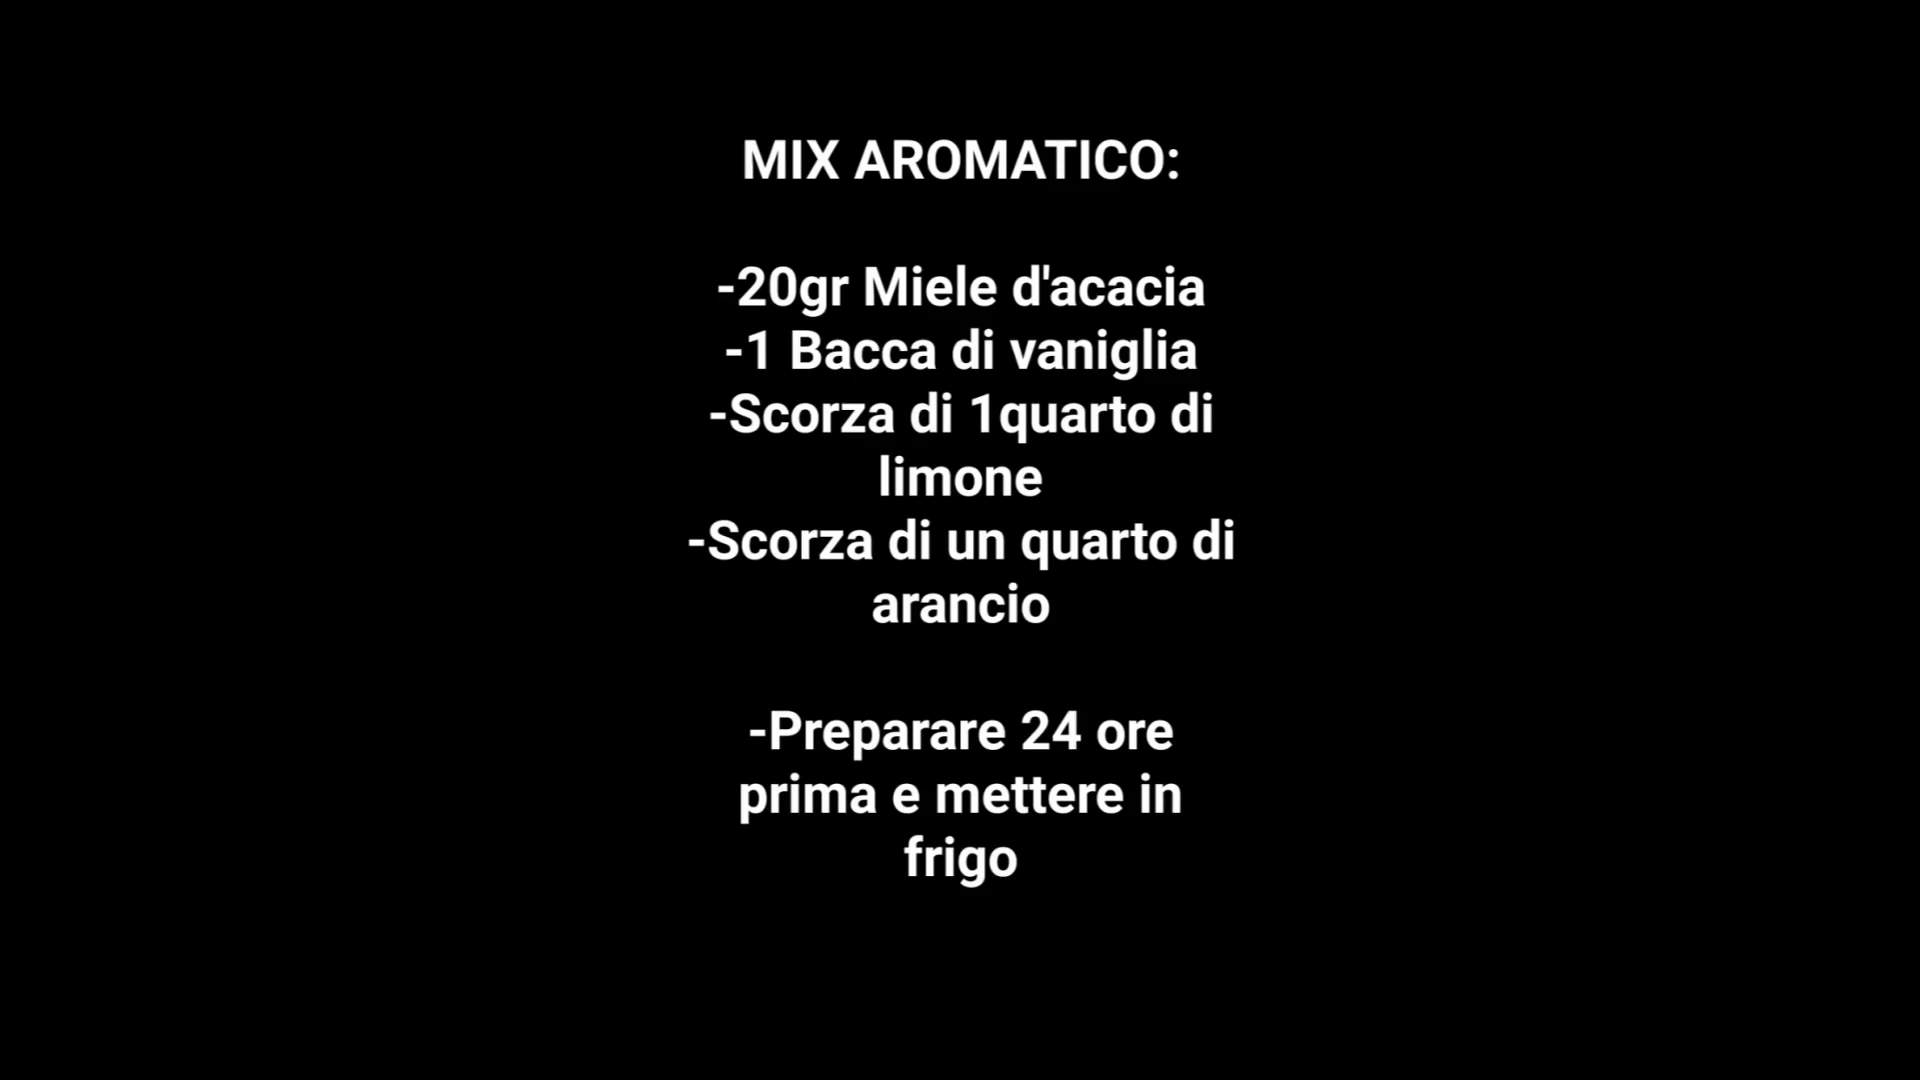 MIX AROMATICO:
-20gr Miele d'acacia
-1 Bacca di vaniglia
-Scorza di 1quarto di
limone
-Scorza di un quarto di
arancio
-Preparare 24 ore
prima e mettere in
frigo